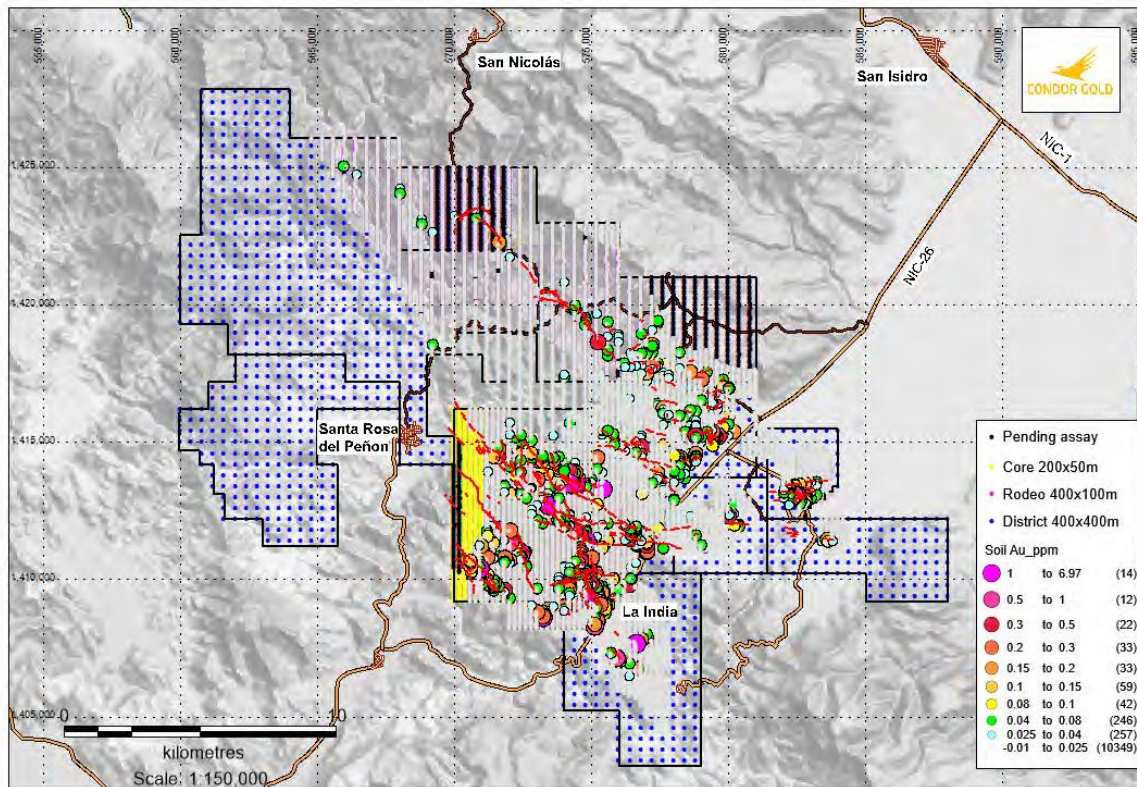 555,000
560,000
565,000
570,000
575,000
580,000
585,000
590,000
San Nicolás
San Isidro
CONDOR GOLD
NIC-1
1,425,000
NIC-26
1,420,000
1,415,000
Santa Rosa
del Peñon
1,410,000
La India
1,405,000
0 10
kilometres
Scale: 1:150,000
Pending assay
Core 200x50m
Rodeo 400x100m
District 400x400m
Soil Au_ppm
1 to 6.97 (14)
0.5 to 1 (12)
0.3 to 0.5 (22)
0.2 to 0.3 (33)
0.15 to 0.2 (33)
0.1 to 0.15 (59)
0.08 to 0.1 (42)
0.04 to 0.08 (246)
0.025 to 0.04 (257)
-0.01 to 0.025 (10349)